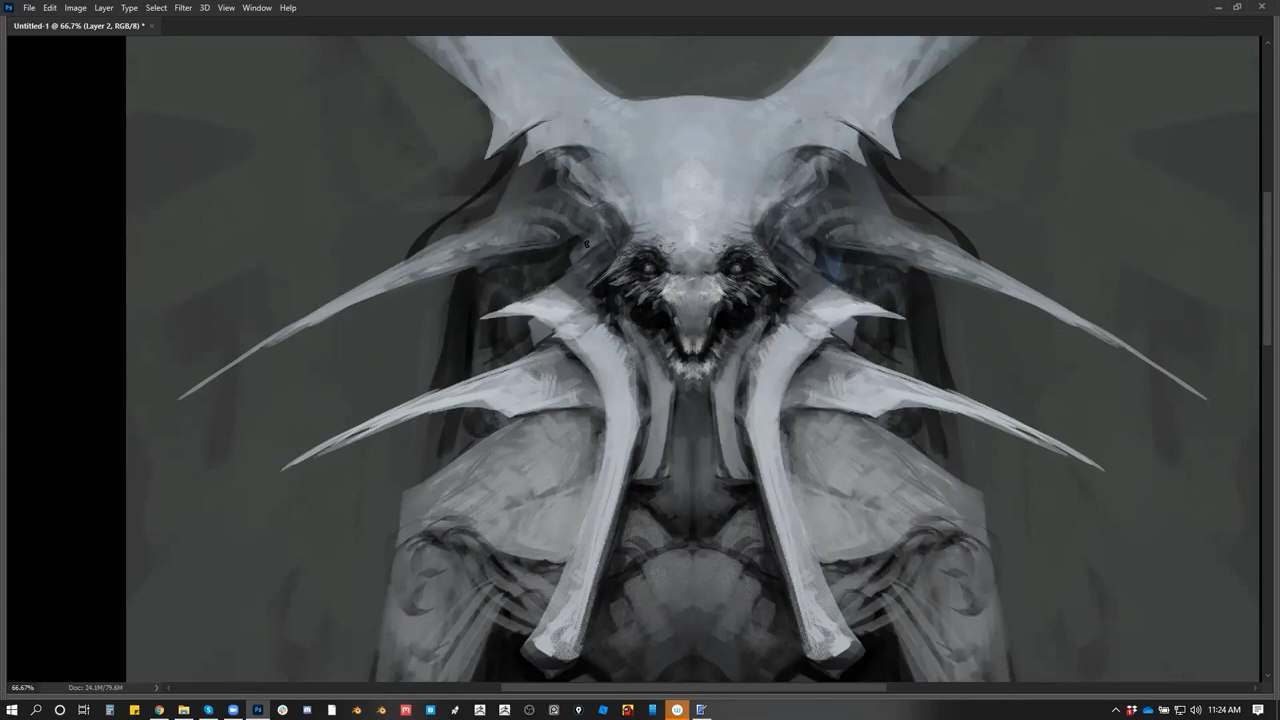 Ps File Edit Image Layer Type Select Filter 3D View Window Help
Untitled-1 @ 66.7% (Layer 2, RGB/8) *
66.67% Doc: 24.1M/79.6M
11:24 AM